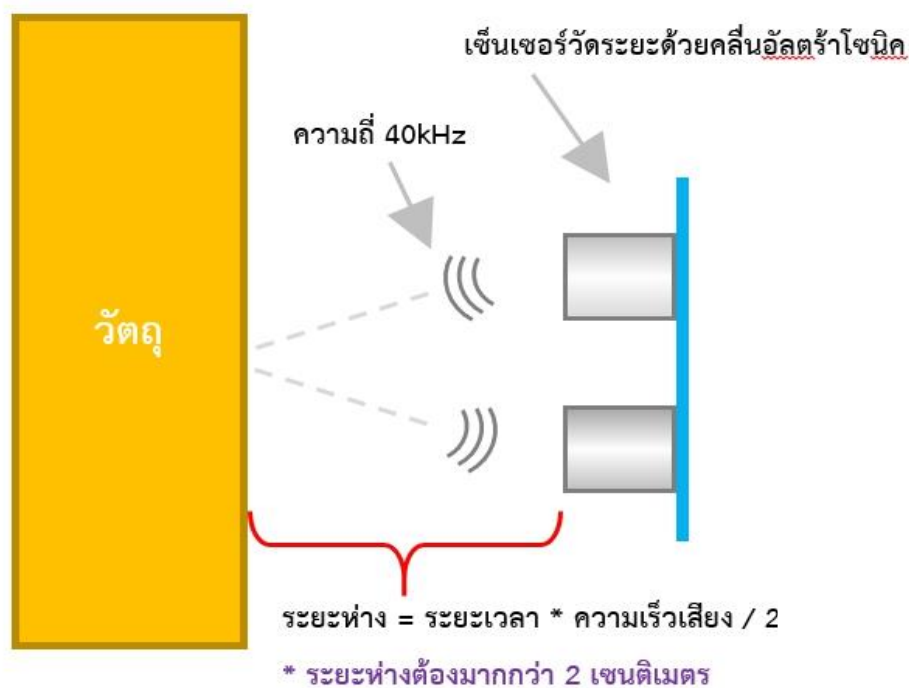 เซ็นเซอร์วัดระยะด้วยคลื่นอัลตร้าโซนิค
ความถี่ 40kHz
วัตถุ
ระยะห่าง = ระยะเวลา * ความเร็วเสียง / 2
* ระยะห่างต้องมากกว่า 2 เซนติเมตร